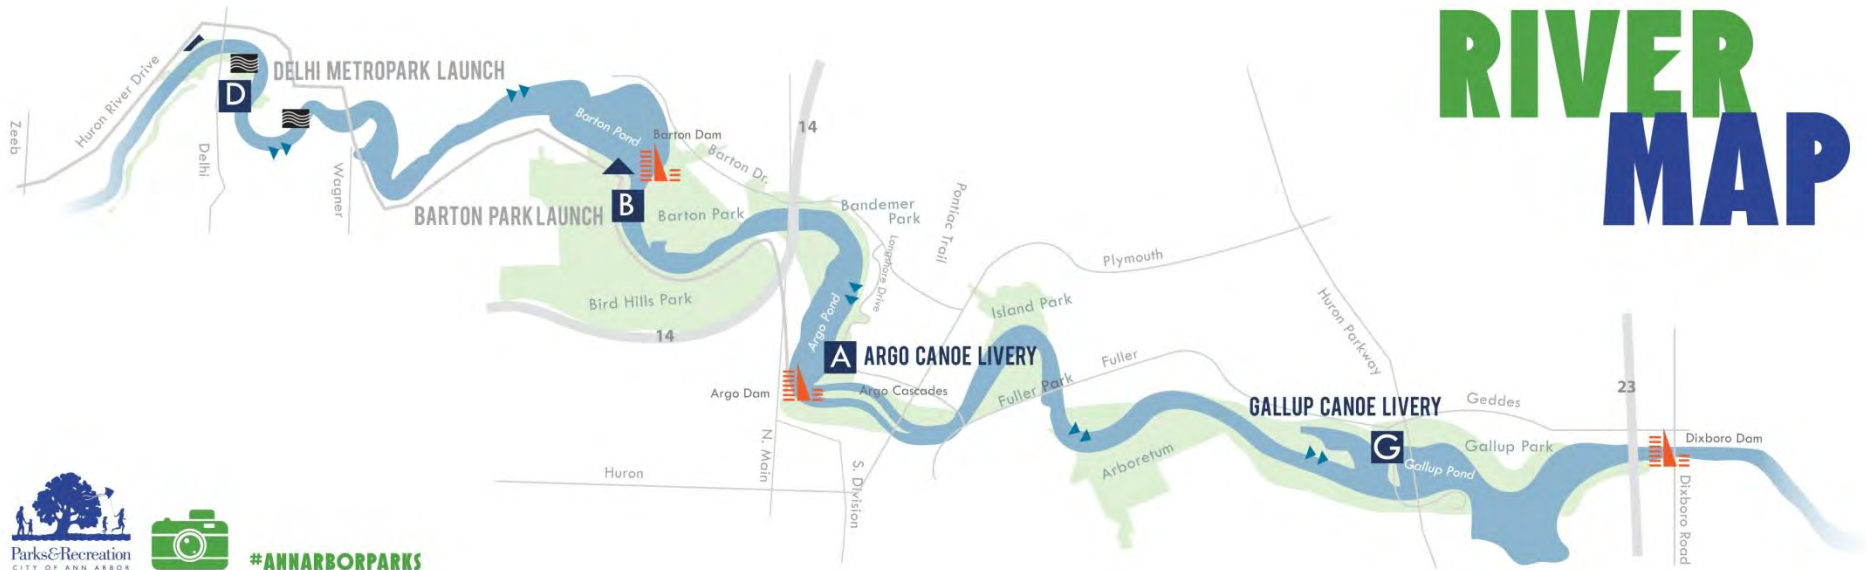 RIVER
MAP
Zeeb
Huron River Drive
DELHI METROPARK LAUNCH
D
Delhi
Wagner
Barton Pond
Barton Dam
Barton Dr.
14
BARTON PARK LAUNCH
B
Barton Park
Bandemer
Park
Longshore Drive
Pontiac Trail
Bird Hills Park
14
Argo Pond
A
ARGO CANOE LIVERY
Argo Dam
Argo Cascades
Island Park
Plymouth
Fuller
Fuller Park
Huron Parkway
GALLUP CANOE LIVERY
G
Geddes
Gallup Park
Gallup Pond
23
Dixboro Dam
Dixboro Road
Arboretum
N. Main
S. Division
Huron
Parks&Recreation
CITY OF ANN ARBOR
#ANNARBORPARKS